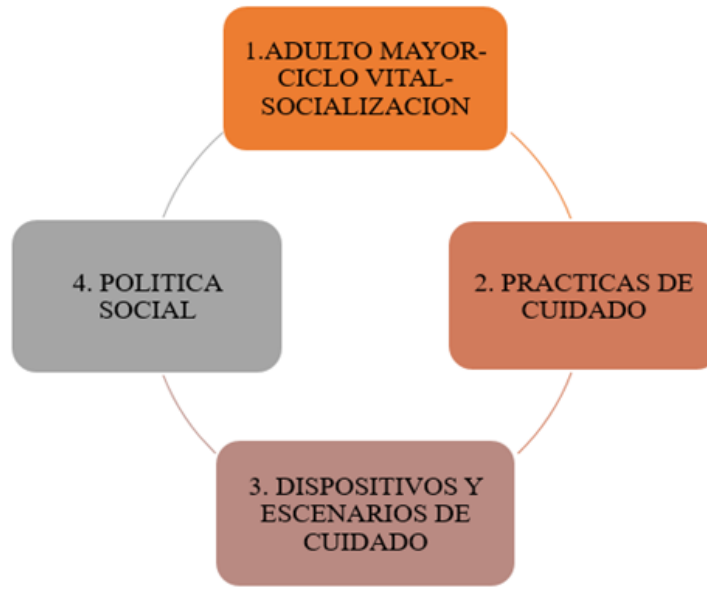 1.ADULTO MAYOR-
CICLO VITAL-
SOCIALIZACION
2. PRACTICAS DE
CUIDADO
3. DISPOSITIVOS Y
ESCENARIOS DE
CUIDADO
4. POLITICA
SOCIAL